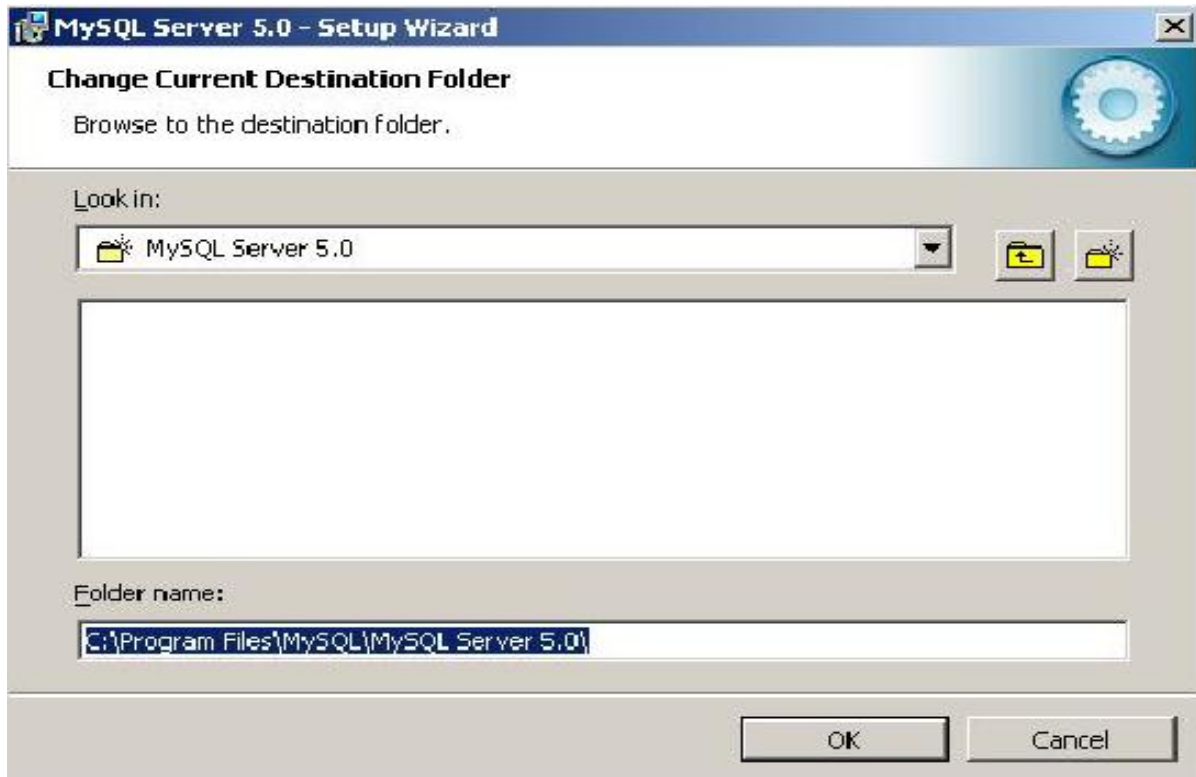 MySQL Server 5.0 - Setup Wizard
Change Current Destination Folder
Browse to the destination folder.
Look in:
MySQL Server 5.0
Folder name:
C:\Program Files\MySQL\MySQL Server 5.0\
OK
Cancel